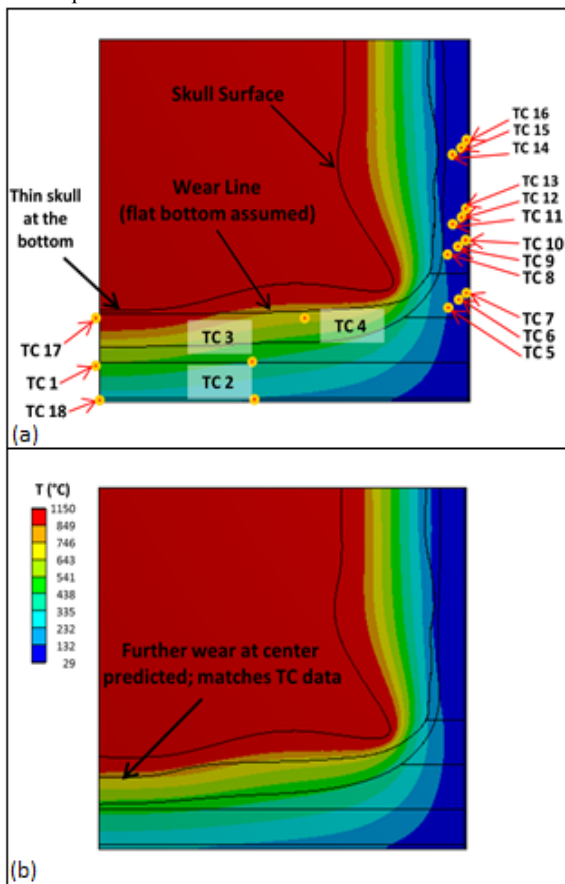 Skull Surface
Wear Line
(flat bottom assumed)
Thin skull
at the
bottom
TC 16
TC 15
TC 14
TC 13
TC 12
TC 11
TC 10
TC 9
TC 8
TC 7
TC 6
TC 5
TC 3
TC 4
TC 17
TC 1
TC 2
TC 18
(a)
T (°C)
1150
849
746
643
541
438
335
232
132
29
Further wear at center
predicted; matches TC data
(b)